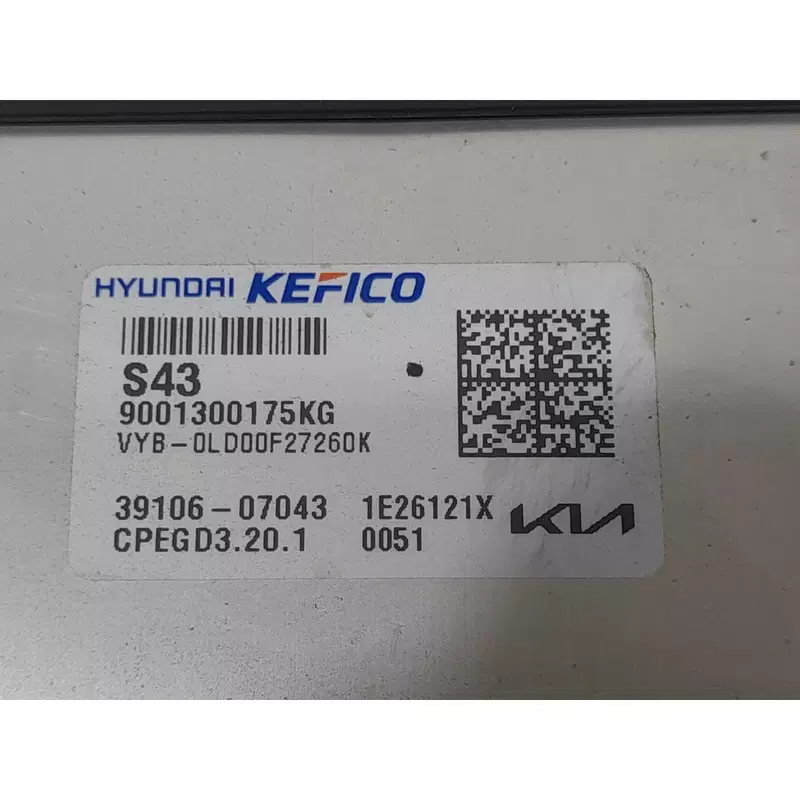 HYUNDAI KEFICO
S43
9001300175KG
VYB-0LD00F27260K
39106-07043 1E26121X KIA
CPEGD3.20.1 0051